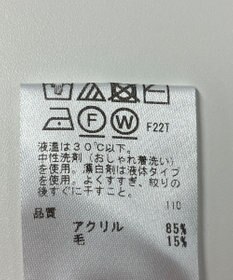 F W F22T
液温は30℃以下。
中性洗剤(おしゃれ着洗い)
を使用。漂白剤は液体タイプ
を使用。よくすすぎ、絞りの
後すぐに干すこと。
110
品質
アクリル 85%
毛 15%